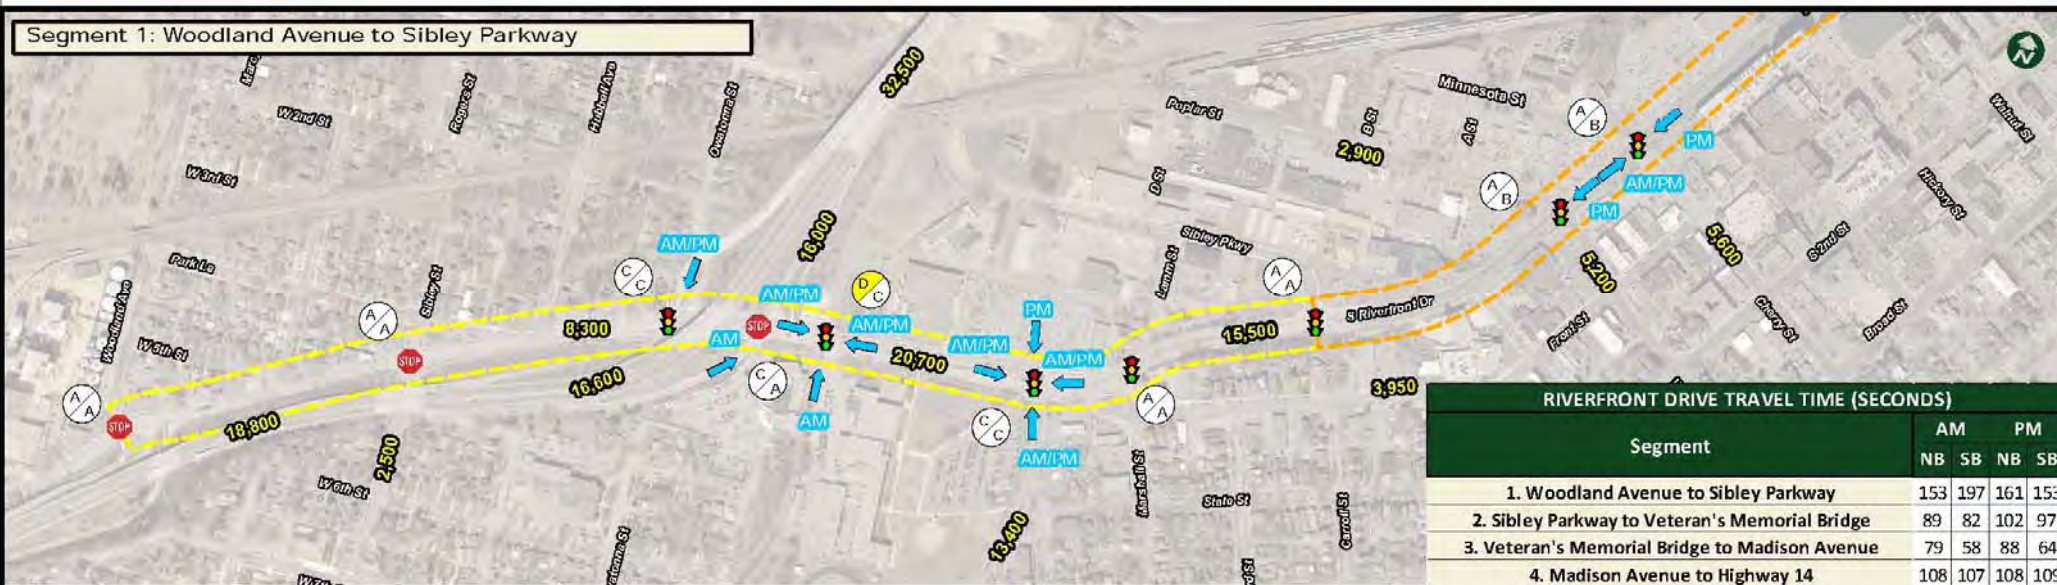 Segment 1: Woodland Avenue to Sibley Parkway
N
W 2nd St
Rogers St
Hubbell Ave
Owatonna St
32,500
Poplar St
B St
Minnesota St
A St
2,900
Walnut St
W 3rd St
D St
A
B
PM
AM/PM
A
B
PM
Hickory St
S 2nd St
5,600
5,200
Park Ln
Woodland Ave
Sibley St
AM/PM
C
C
16,000
D
C
AM/PM
AM/PM
Sibley Pkwy
Lamm St
A
A
S Riverfront Dr
Front St
Cherry St
Broad St
W 5th St
A
A
STOP
8,300
STOP
AM
20,700
AM/PM
PM
AM/PM
15,500
A
A
STOP
18,800
16,600
2,500
C
A
AM
C
C
AM/PM
A
A
3,950
W 6th St
13,400
Marshall St
State St
Carroll St
RIVERFRONT DRIVE TRAVEL TIME (SECONDS)
Segment AM PM
NB SB NB SB
1. Woodland Avenue to Sibley Parkway 153 197 161 153
2. Sibley Parkway to Veteran's Memorial Bridge 89 82 102 97
3. Veteran's Memorial Bridge to Madison Avenue 79 58 88 64
4. Madison Avenue to Highway 14 108 107 108 109